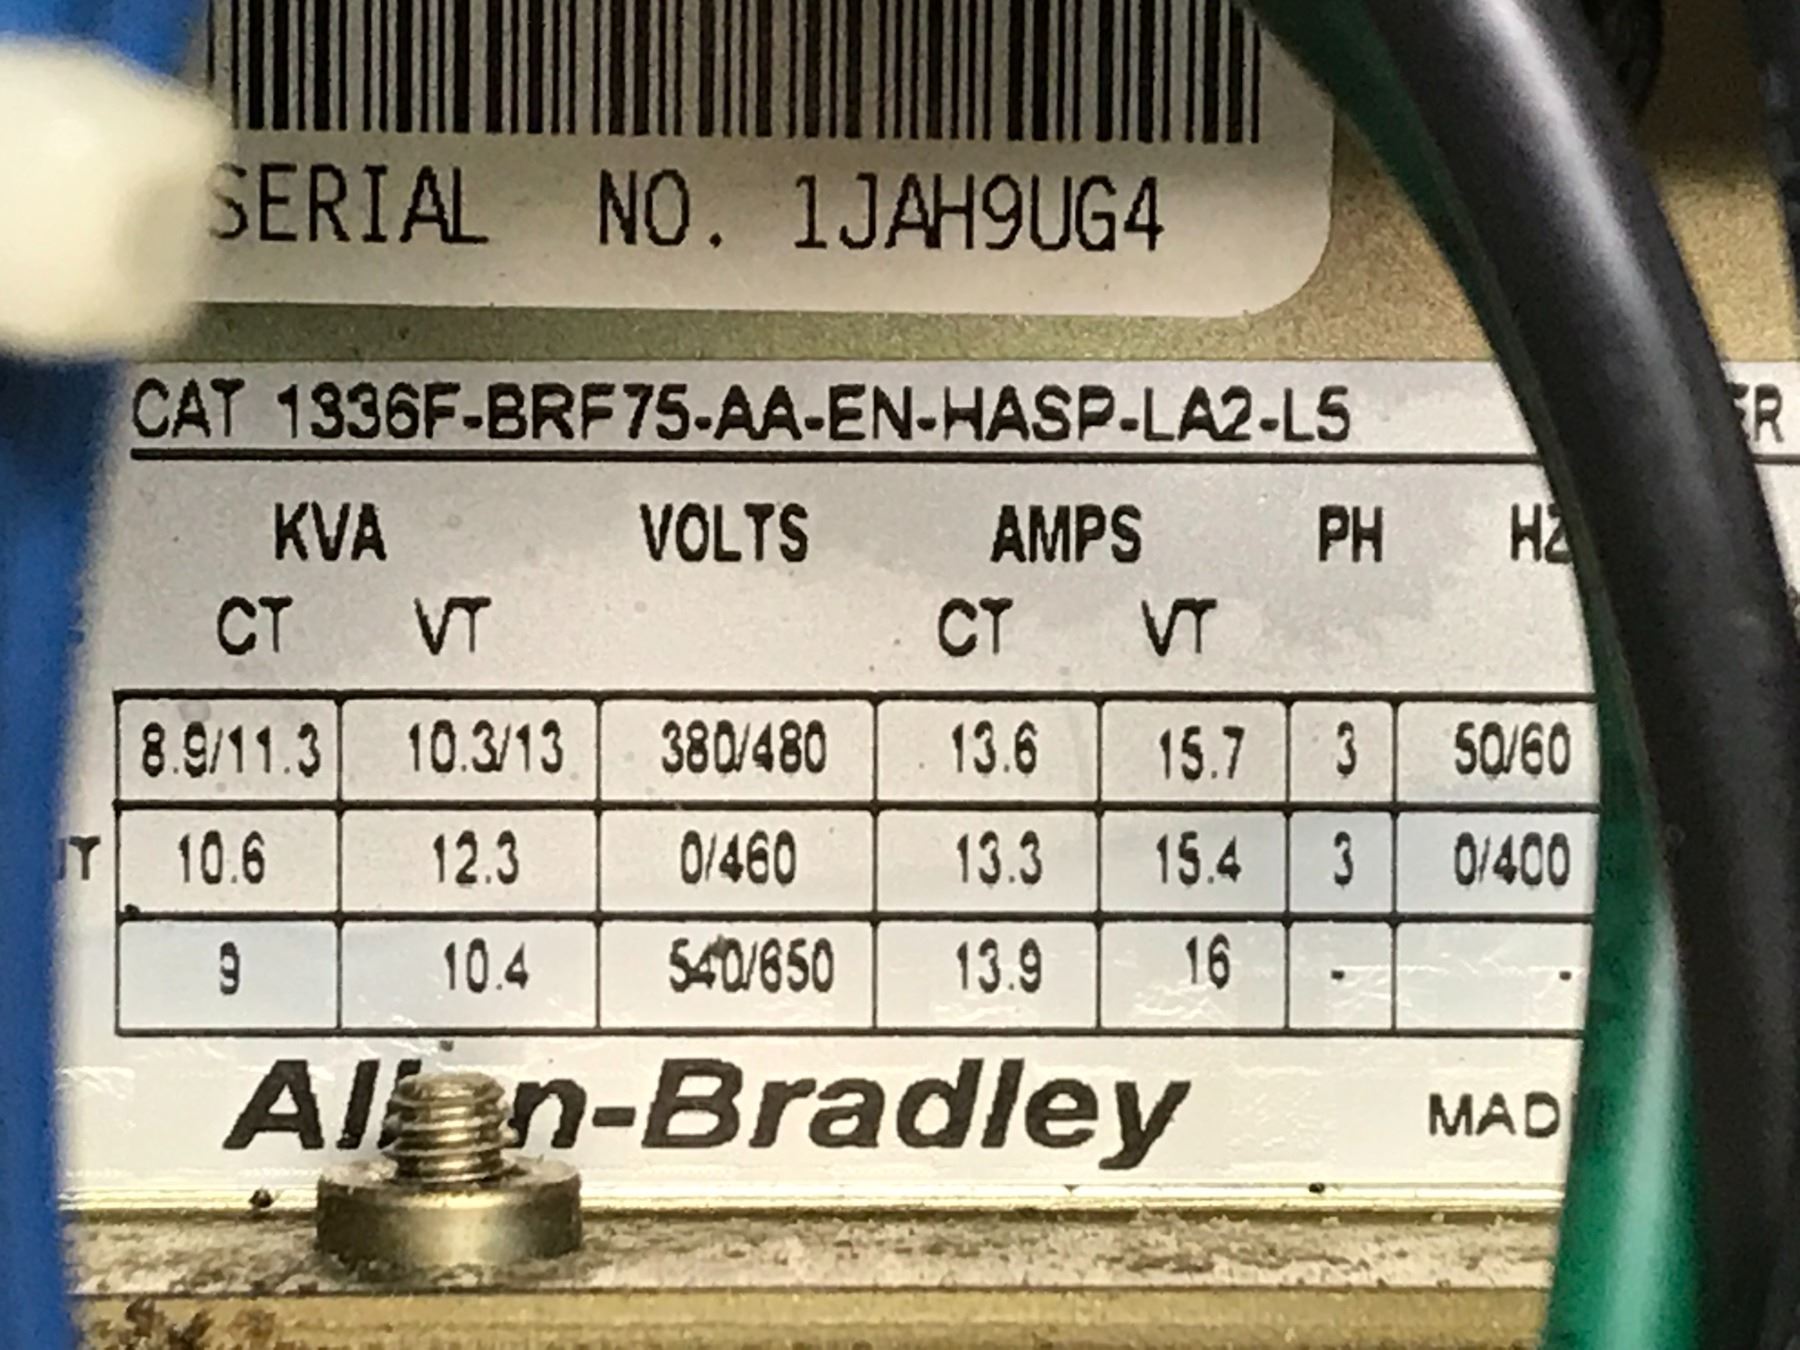 SERIAL NO. 1JAH9UG4
CAT 1336F-BRF75-AA-EN-HASP-LA2-L5
KVA VOLTS AMPS PH HZ
CT VT CT VT
8.9/11.3 10.3/13 380/480 13.6 15.7 3 50/60
10.6 12.3 0/460 13.3 15.4 3 0/400
9 10.4 540/650 13.9 16 - -
Allen-Bradley